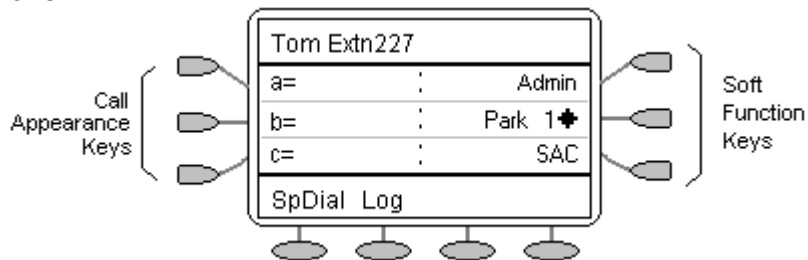 Tom Extn227
Call
Appearance
Keys
a= : Admin
b= : Park 1◆
c= : SAC
Soft
Function
Keys
SpDial Log